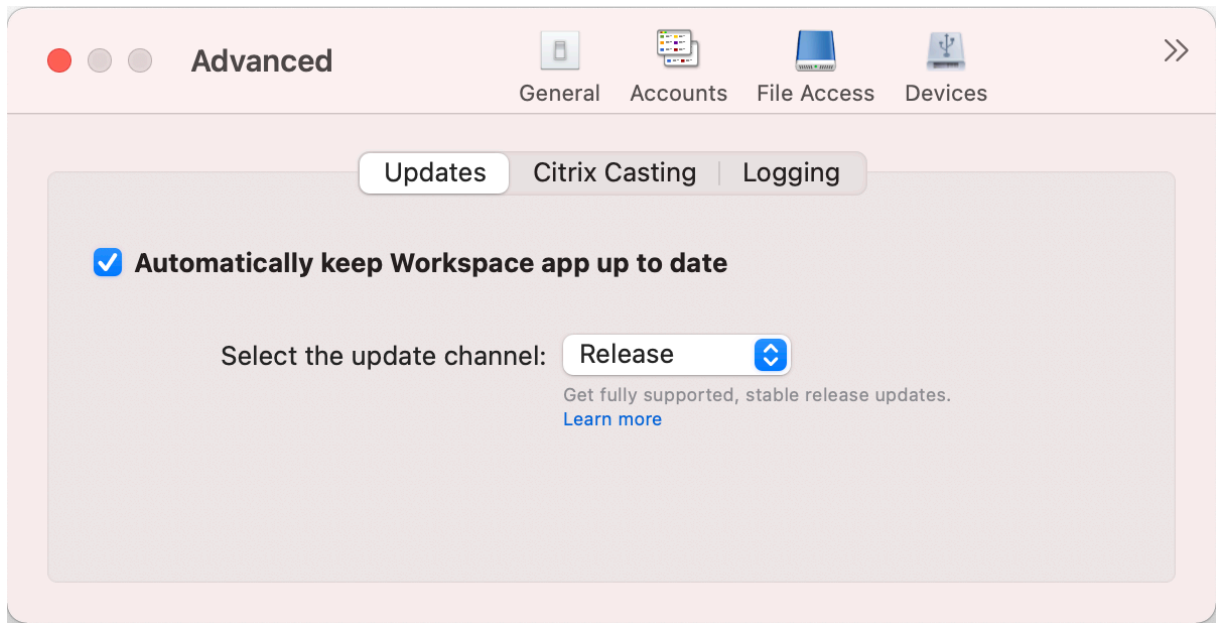 Advanced
General Accounts File Access Devices
Updates Citrix Casting Logging
Automatically keep Workspace app up to date
Select the update channel: Release
Get fully supported, stable release updates.
Learn more